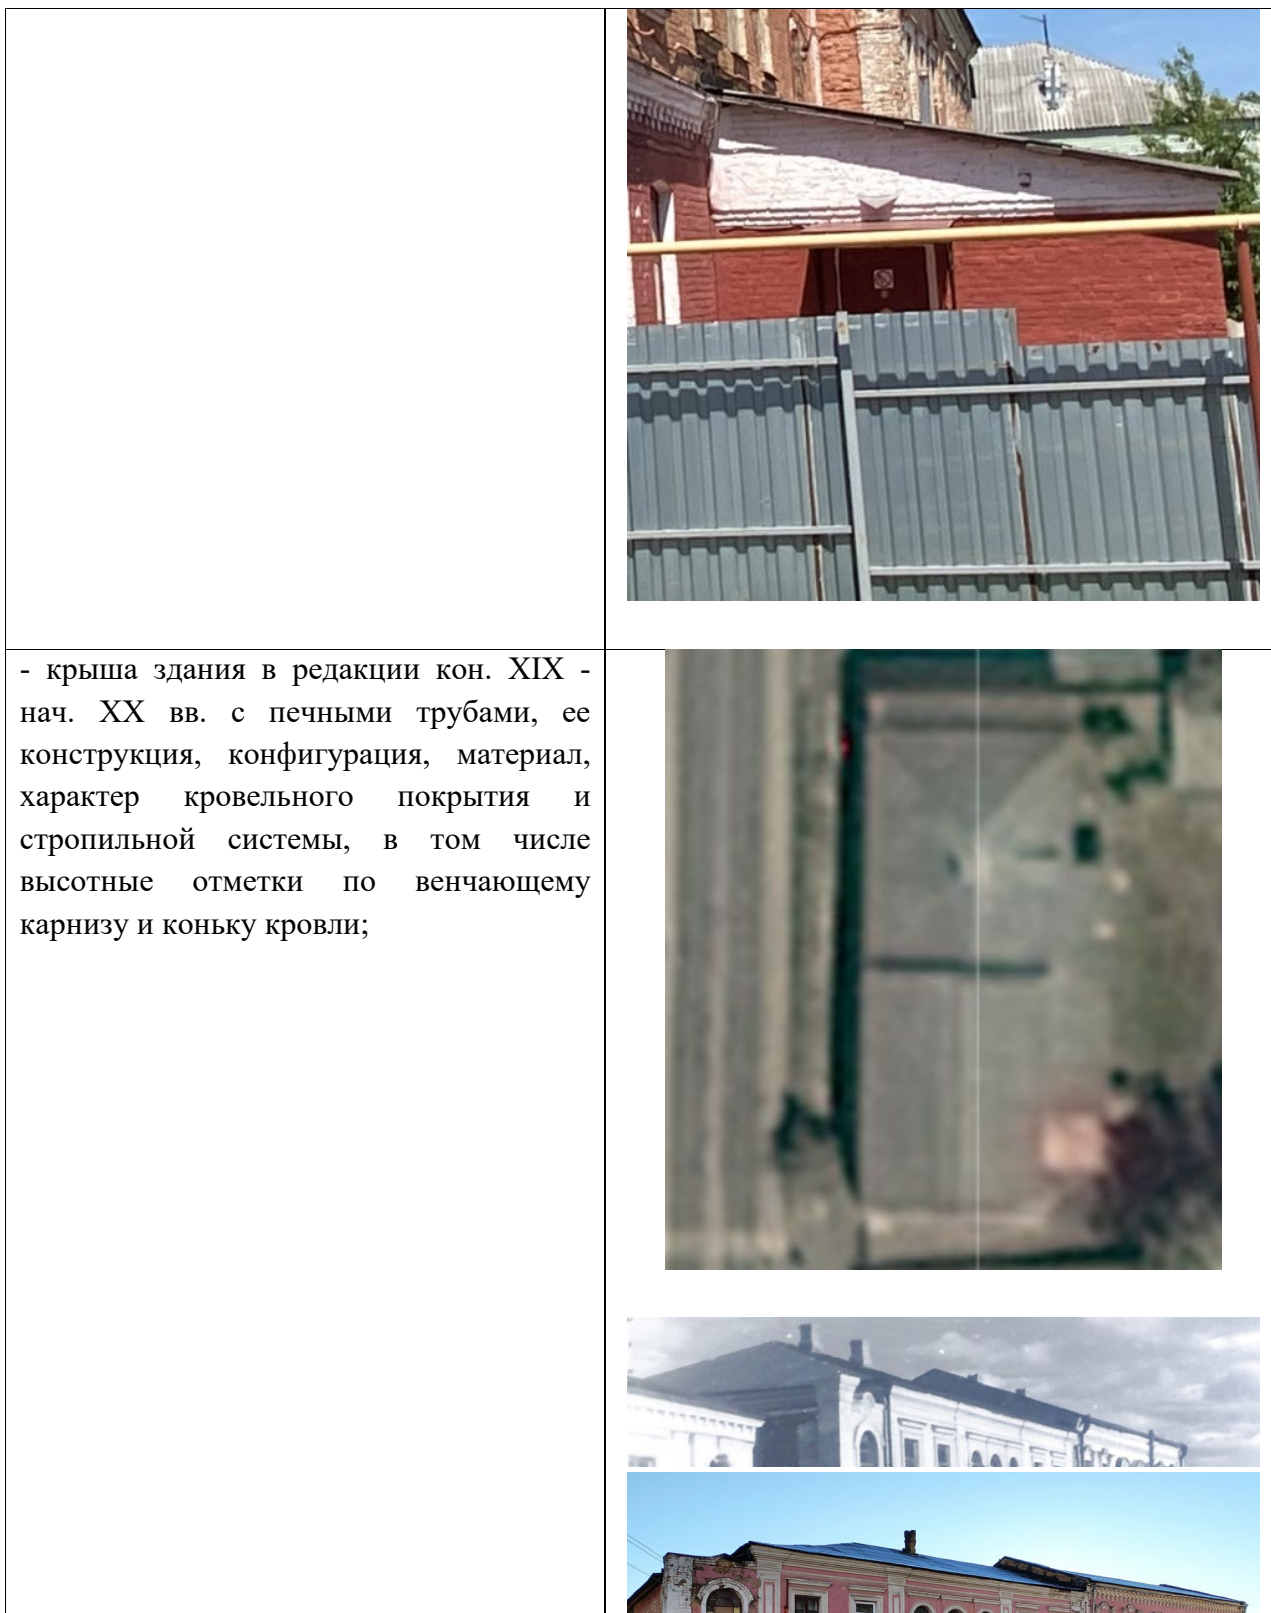 - крыша здания в редакции кон. XIX -
нач. XX вв. с печными трубами, ее
конструкция, конфигурация, материал,
характер кровельного покрытия и
стропильной системы, в том числе
высотные отметки по венчающему
карнизу и коньку кровли;